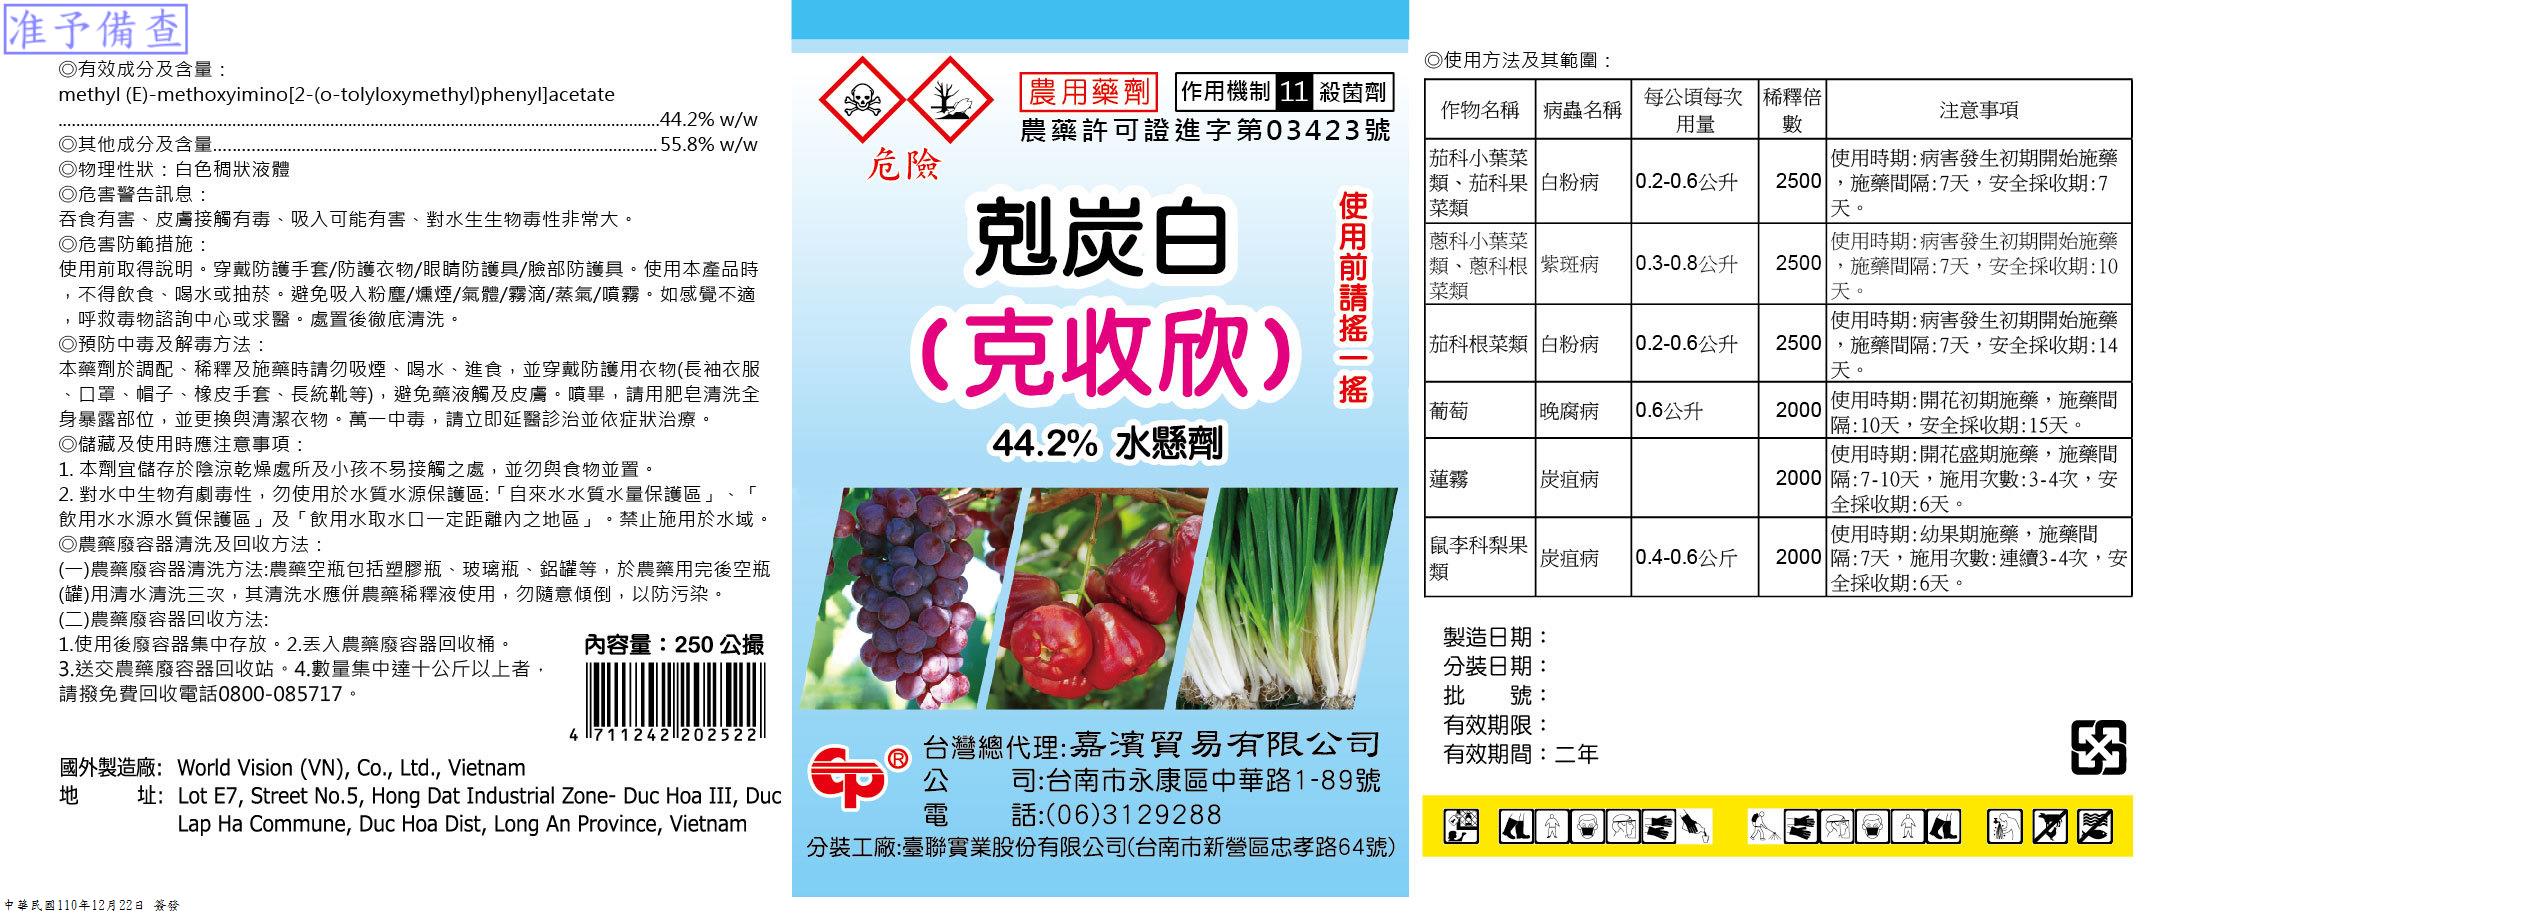 准予備查
◎有效成分及含量：
methyl (E)-methoxyimino[2-(o-tolyloxymethyl)phenyl]acetate
44.2% w/w
◎其他成分及含量 55.8% w/w
◎物理性狀：白色稠狀液體
◎危害警告訊息：
吞食有害、皮膚接觸有毒、吸入可能有害、對水生生物毒性非常大。
◎危害防範措施：
使用前取得說明。穿戴防護手套/防護衣物/眼睛防護具/臉部防護具。使用本產品時
，不得飲食、喝水或抽菸。避免吸入粉塵/燻煙/氣體/霧滴/蒸氣/噴霧。如感覺不適
，呼救毒物諮詢中心或求醫。處置後徹底清洗。
◎預防中毒及解毒方法：
本藥劑於調配、稀釋及施藥時請勿吸煙、喝水、進食，並穿戴防護用衣物(長袖衣服
、口罩、帽子、橡皮手套、長統靴等)，避免藥液觸及皮膚。噴畢，請用肥皂清洗全
身暴露部位，並更換與清潔衣物。萬一中毒，請立即延醫診治並依症狀治療。
◎儲藏及使用時應注意事項：
1. 本劑宜儲存於陰涼乾燥處所及小孩不易接觸之處，並勿與食物並置。
2. 對水中生物有劇毒性，勿使用於水質水源保護區:「自來水水質水量保護區」、「
飲用水水源水質保護區」及「飲用水取水口一定距離內之地區」。禁止施用於水域。
◎農藥廢容器清洗及回收方法：
(一)農藥廢容器清洗方法:農藥空瓶包括塑膠瓶、玻璃瓶、鋁罐等，於農藥用完後空瓶
(罐)用清水清洗三次，其清洗水應併農藥稀釋液使用，勿隨意傾倒，以防污染。
(二)農藥廢容器回收方法:
1.使用後廢容器集中存放。2.丟入農藥廢容器回收桶。
3.送交農藥廢容器回收站。4.數量集中達十公斤以上者，
請撥免費回收電話0800-085717。
內容量：250 公撮
4 711242 202522
國外製造廠: World Vision (VN), Co., Ltd., Vietnam
地 址: Lot E7, Street No.5, Hong Dat Industrial Zone- Duc Hoa III, Duc
Lap Ha Commune, Duc Hoa Dist, Long An Province, Vietnam
中華民國110年12月22日 簽發
危險
農用藥劑
作用機制 11 殺菌劑
農藥許可證進字第03423號
剋炭白
(克收欣)
44.2% 水懸劑
使用前請搖一搖
CP®
台灣總代理:嘉濱貿易有限公司
公 司:台南市永康區中華路1-89號
電 話:(06)3129288
分裝工廠:臺聯實業股份有限公司(台南市新營區忠孝路64號)
◎使用方法及其範圍：
作物名稱 病蟲名稱 每公頃每次用量 稀釋倍數 注意事項
茄科小葉菜類、茄科果菜類 白粉病 0.2-0.6公升 2500 使用時期:病害發生初期開始施藥，施藥間隔:7天，安全採收期:7天。
蔥科小葉菜類、蔥科根菜類 紫斑病 0.3-0.8公升 2500 使用時期:病害發生初期開始施藥，施藥間隔:7天，安全採收期:10天。
茄科根菜類 白粉病 0.2-0.6公升 2500 使用時期:病害發生初期開始施藥，施藥間隔:7天，安全採收期:14天。
葡萄 晚腐病 0.6公升 2000 使用時期:開花初期施藥，施藥間隔:10天，安全採收期:15天。
蓮霧 炭疽病 2000 使用時期:開花盛期施藥，施藥間隔:7-10天，施用次數:3-4次，安全採收期:6天。
鼠李科梨果類 炭疽病 0.4-0.6公斤 2000 使用時期:幼果期施藥，施藥間隔:7天，施用次數:連續3-4次，安全採收期:6天。
製造日期：
分裝日期：
批 號：
有效期限：
有效期間：二年